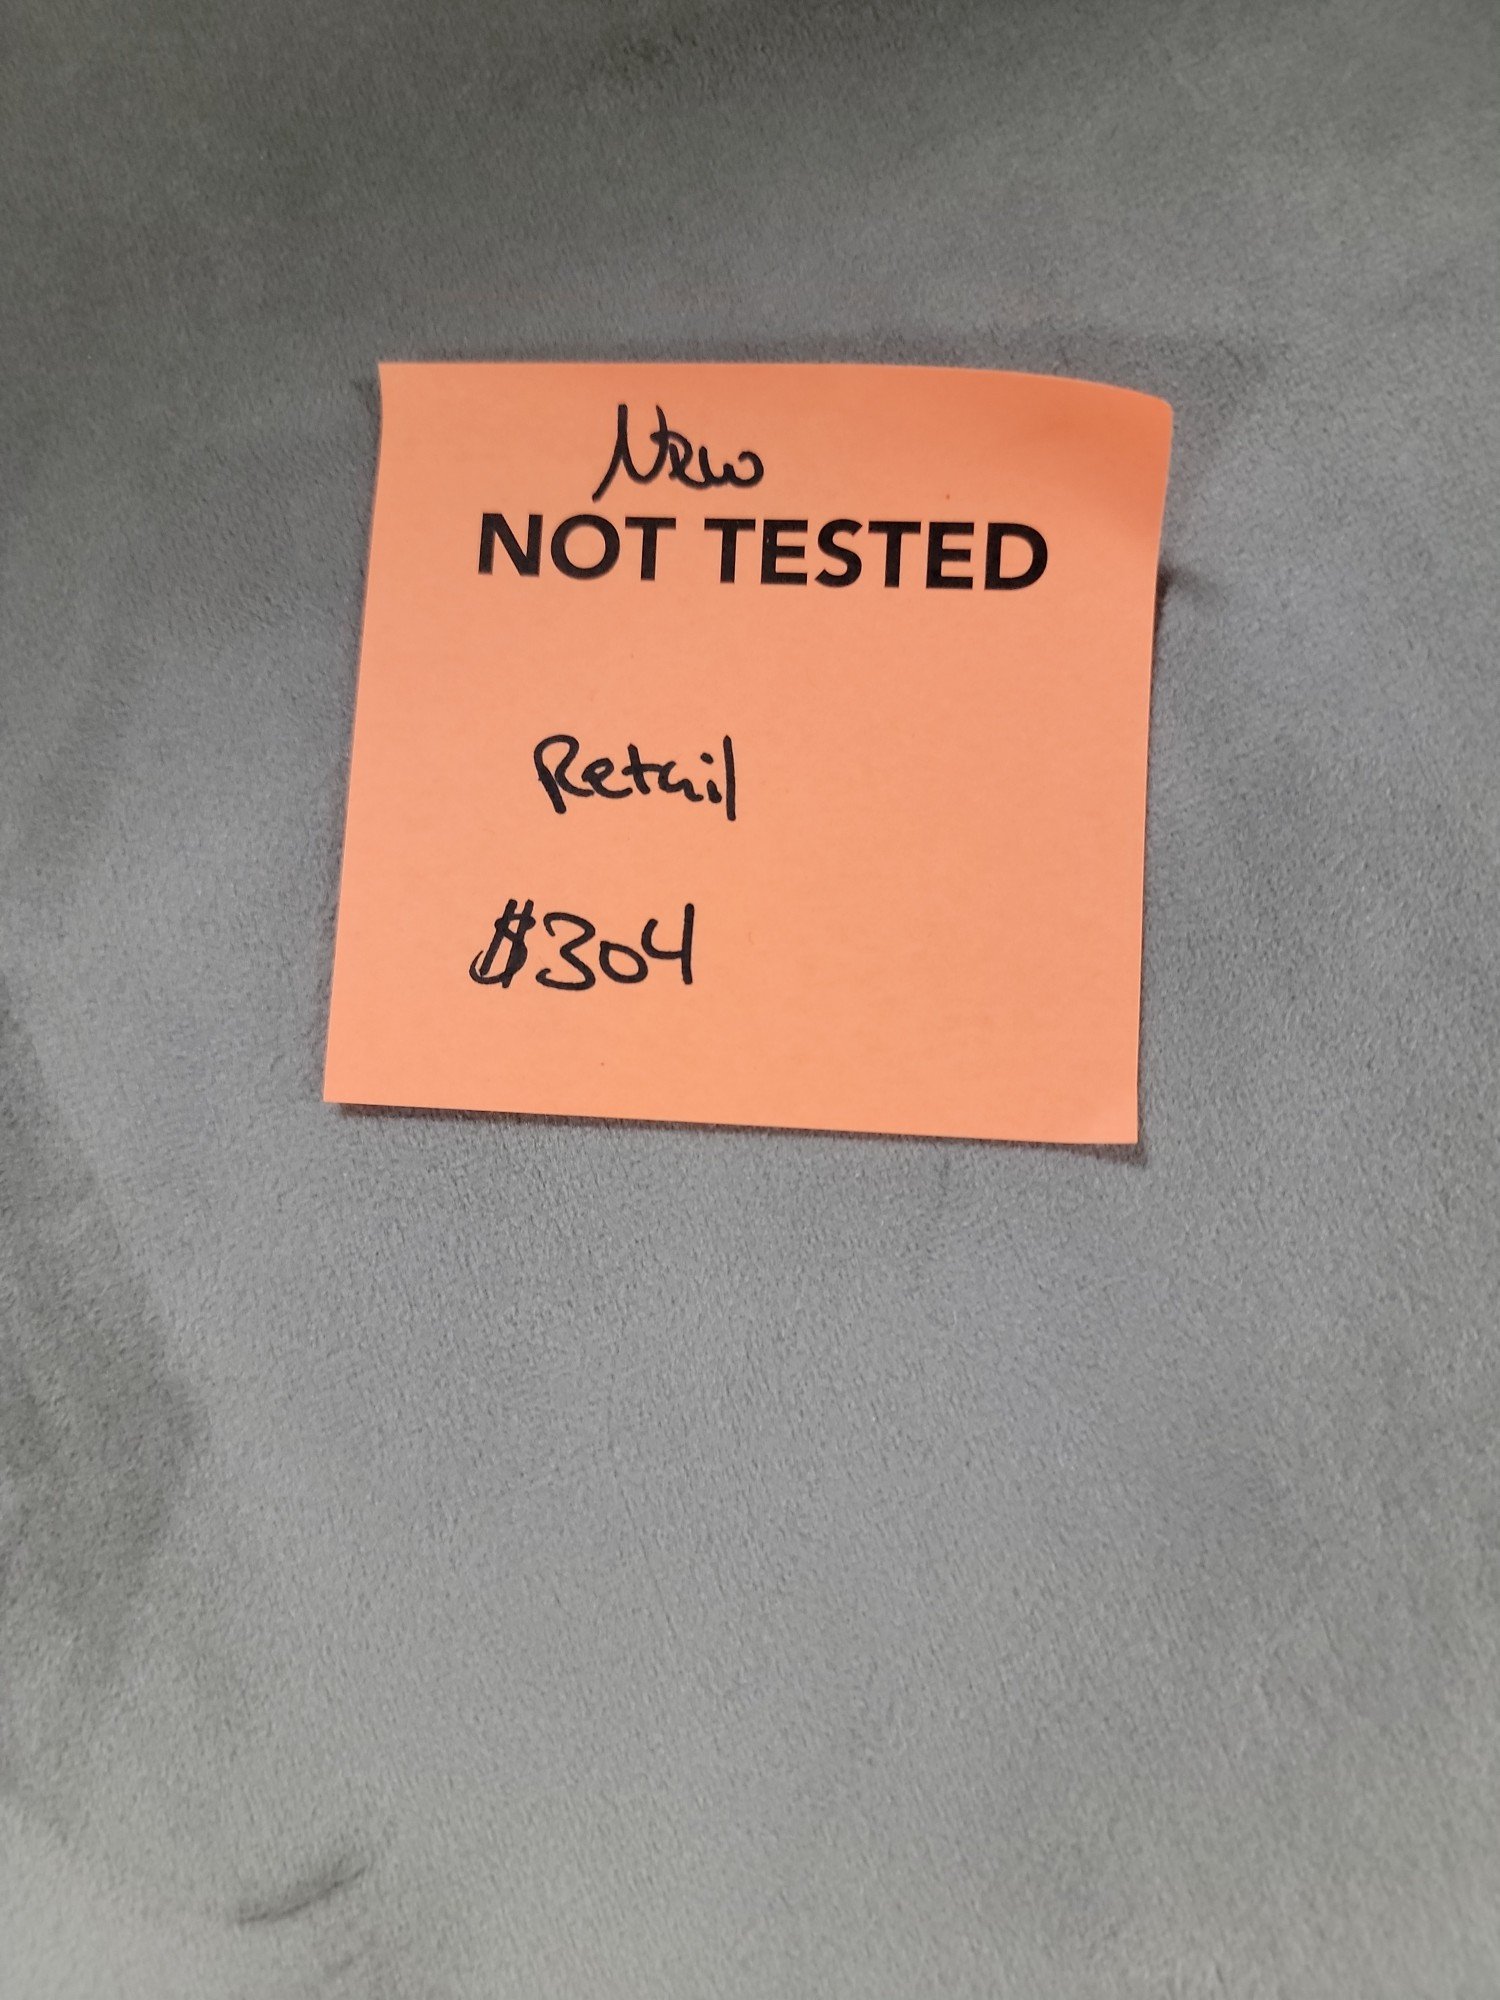 New
NOT TESTED
Retail
$304